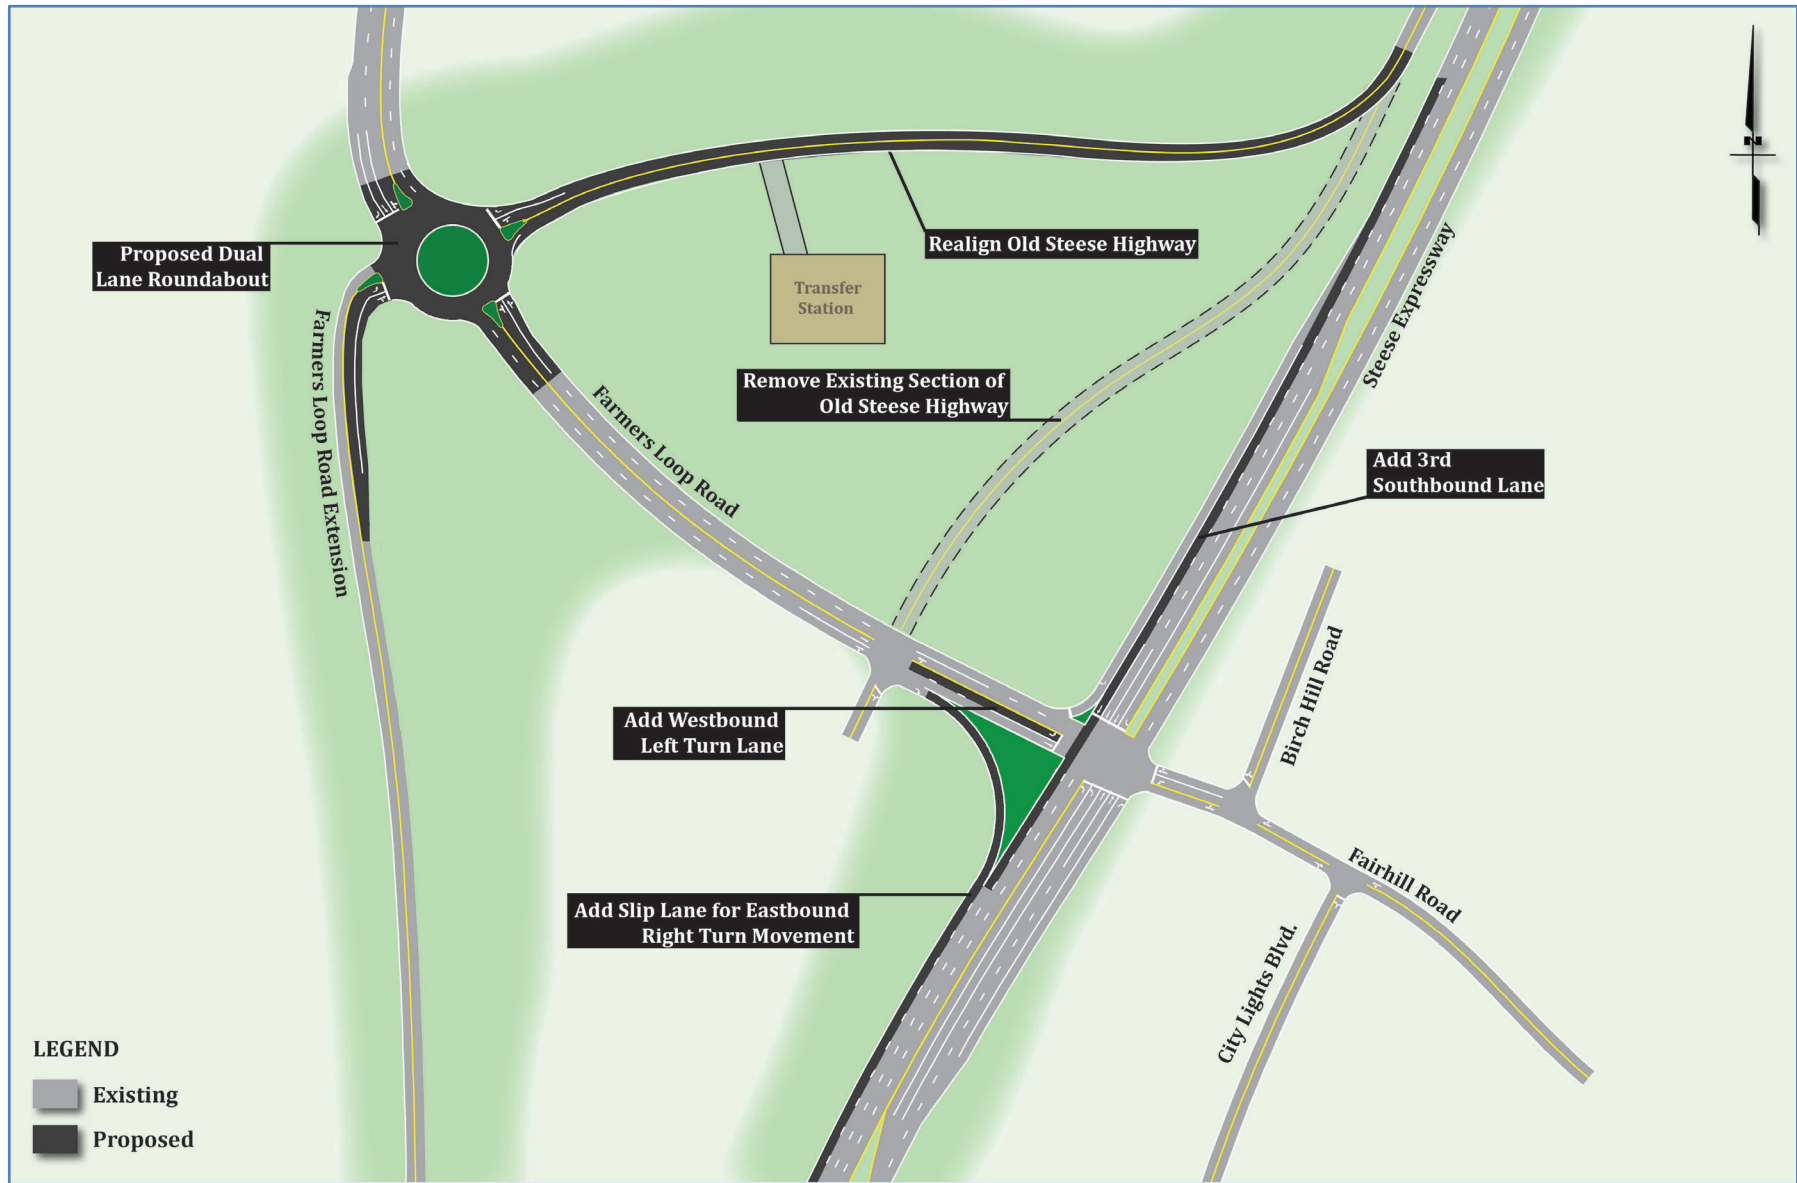 N
Proposed Dual
Lane Roundabout
Realign Old Steese Highway
Transfer
Station
Steese Expressway
Farmers Loop Road Extension
Remove Existing Section of
Old Steese Highway
Farmers Loop Road
Add 3rd
Southbound Lane
Birch Hill Road
Add Westbound
Left Turn Lane
Fairhill Road
Add Slip Lane for Eastbound
Right Turn Movement
City Lights Blvd.
LEGEND
Existing
Proposed